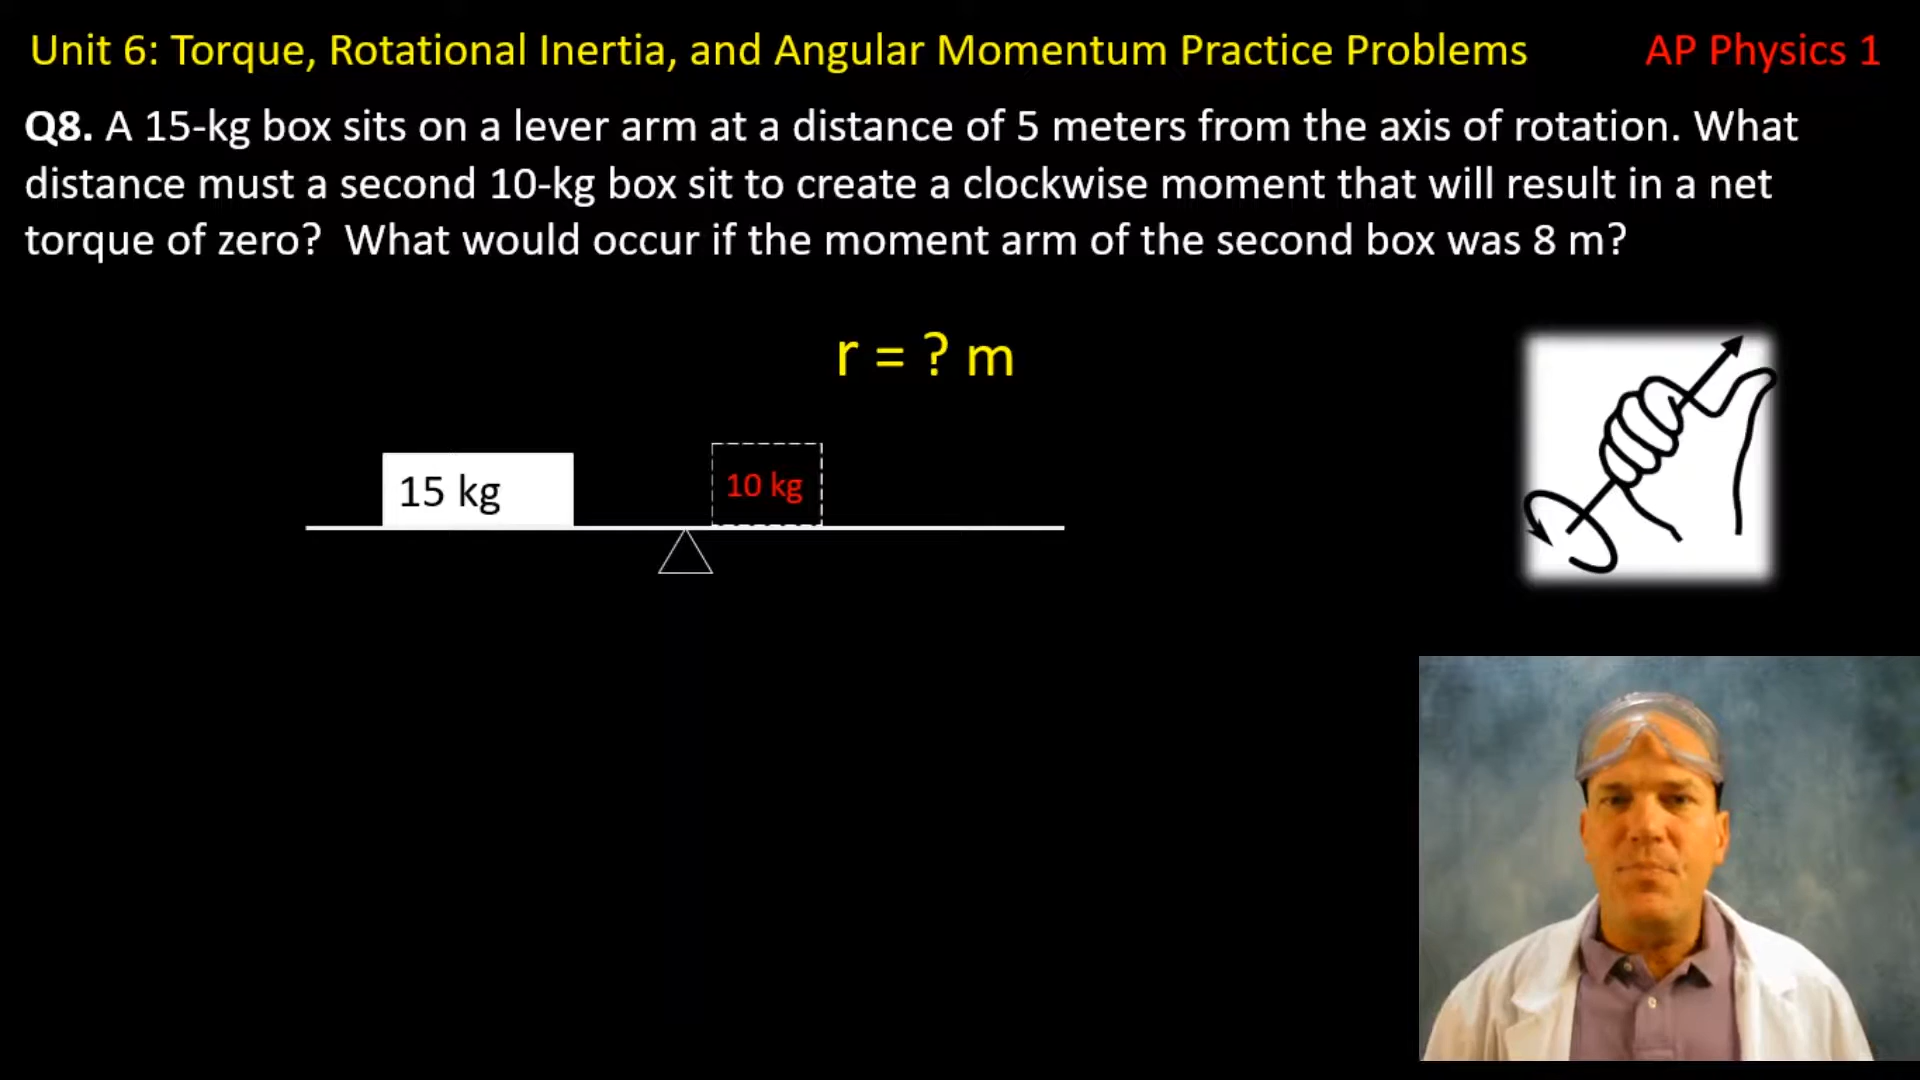 Unit 6: Torque, Rotational Inertia, and Angular Momentum Practice Problems AP Physics 1
Q8. A 15-kg box sits on a lever arm at a distance of 5 meters from the axis of rotation. What
distance must a second 10-kg box sit to create a clockwise moment that will result in a net
torque of zero? What would occur if the moment arm of the second box was 8 m?
r = ? m
15 kg
10 kg